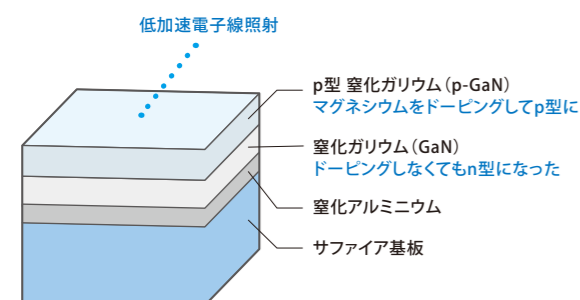 低加速電子線照射
p型 窒化ガリウム（p-GaN）
マグネシウムをドーピングしてp型に
窒化ガリウム（GaN）
ドーピングしなくてもn型になった
窒化アルミニウム
サファイア基板